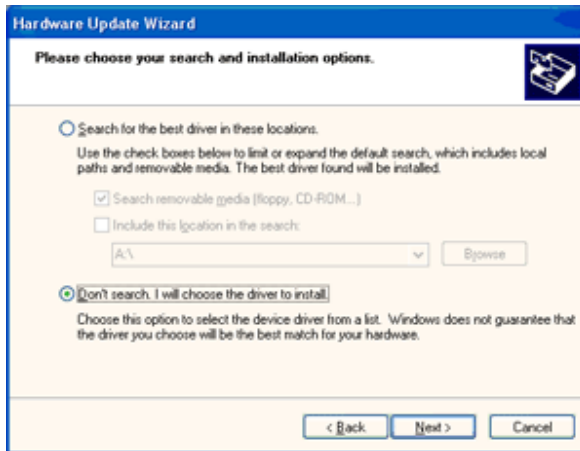 Hardware Update Wizard
Please choose your search and installation options.
Search for the best driver in these locations.
Use the check boxes below to limit or expand the default search, which includes local
paths and removable media. The best driver found will be installed.
Search removable media (floppy, CD-ROM...)
Include this location in the search:
A:\
Browse
Don't search. I will choose the driver to install.
Choose this option to select the device driver from a list. Windows does not guarantee that
the driver you choose will be the best match for your hardware.
< Back
Next >
Cancel